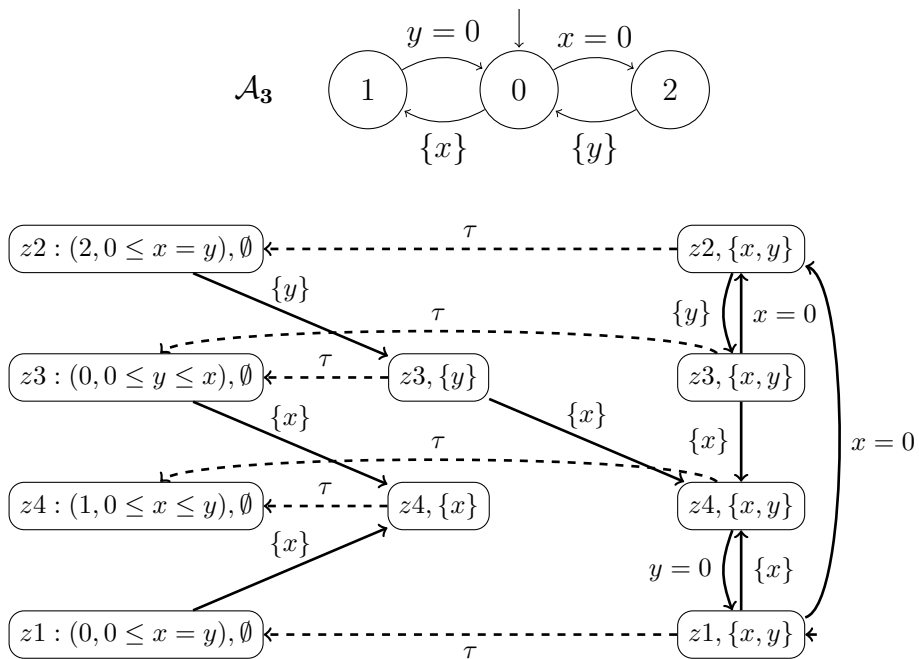 y = 0
x = 0
𝒜₃
1
0
2
{x}
{y}
z2 : (2, 0 ≤ x = y), ∅
τ
z2, {x, y}
{y}
{y}
x = 0
τ
z3 : (0, 0 ≤ y ≤ x), ∅
τ
z3, {y}
z3, {x, y}
{x}
{x}
{x}
x = 0
τ
z4 : (1, 0 ≤ x ≤ y), ∅
τ
z4, {x}
z4, {x, y}
{x}
y = 0
{x}
z1 : (0, 0 ≤ x = y), ∅
τ
z1, {x, y}